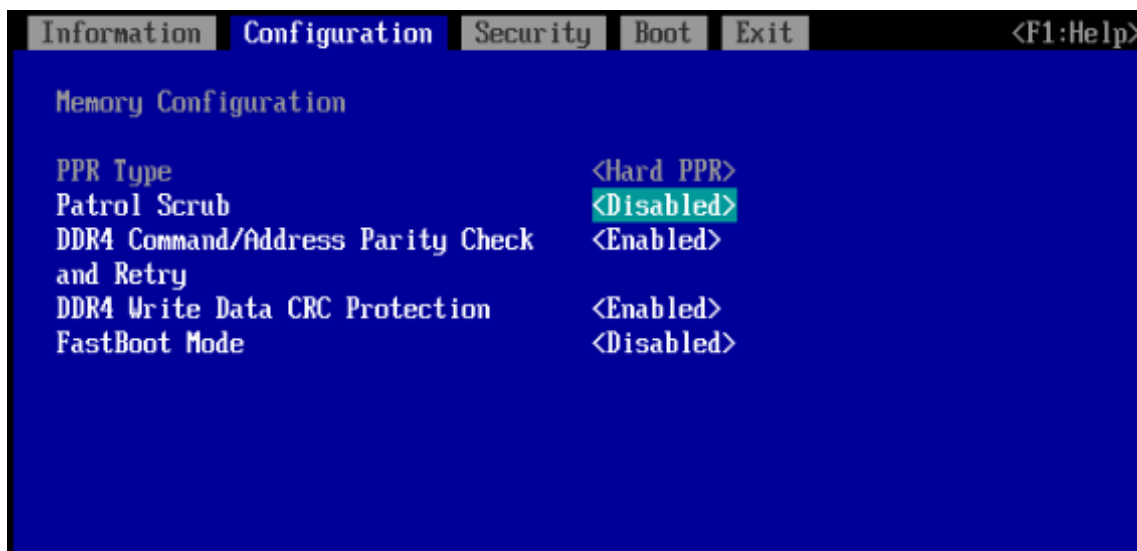 Information Configuration Security Boot Exit <F1:Help>
Memory Configuration
PPR Type <Hard PPR>
Patrol Scrub <Disabled>
DDR4 Command/Address Parity Check <Enabled>
and Retry
DDR4 Write Data CRC Protection <Enabled>
FastBoot Mode <Disabled>